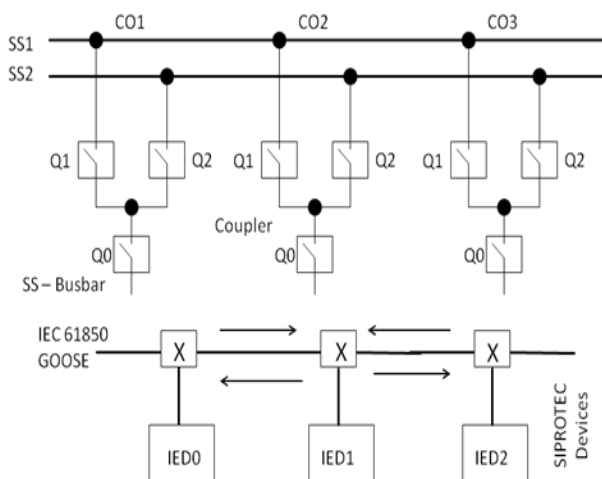 CO1 CO2 CO3
SS1
SS2
Q1 Q2 Q1 Q2 Q1 Q2
Coupler
Q0 Q0 Q0
SS – Busbar
IEC 61850
GOOSE
X X X
SIPROTEC
Devices
IED0 IED1 IED2